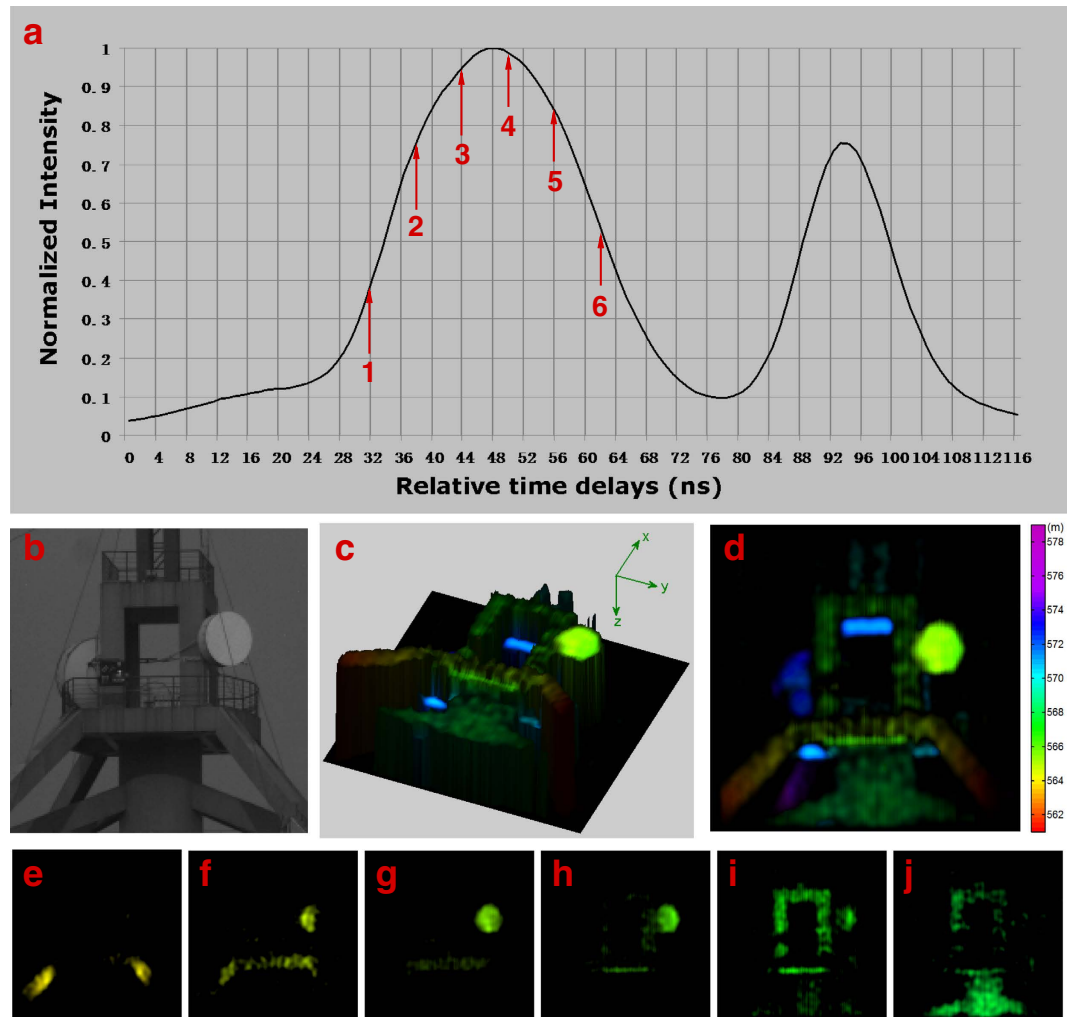 a
1
0.9
0.8
0.7
0.6
0.5
0.4
0.3
0.2
0.1
0
Normalized Intensity
1
2
3
4
5
6
0 4 8 12 16 20 24 28 32 36 40 44 48 52 56 60 64 68 72 76 80 84 88 92 96 100 104 108 112 116
Relative time delays (ns)
b
c
x
y
z
d
(m)
578
576
574
572
570
568
566
564
562
e
f
g
h
i
j